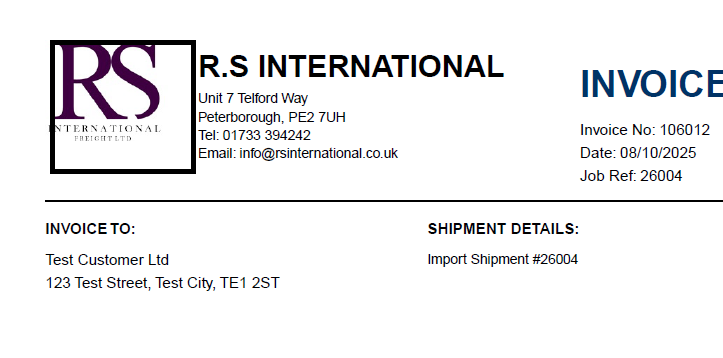 RS
INTERNATIONAL
FREIGHT LTD
R.S INTERNATIONAL
Unit 7 Telford Way
Peterborough, PE2 7UH
Tel: 01733 394242
Email: info@rsinternational.co.uk
INVOICE
Invoice No: 106012
Date: 08/10/2025
Job Ref: 26004
INVOICE TO:
Test Customer Ltd
123 Test Street, Test City, TE1 2ST
SHIPMENT DETAILS:
Import Shipment #26004